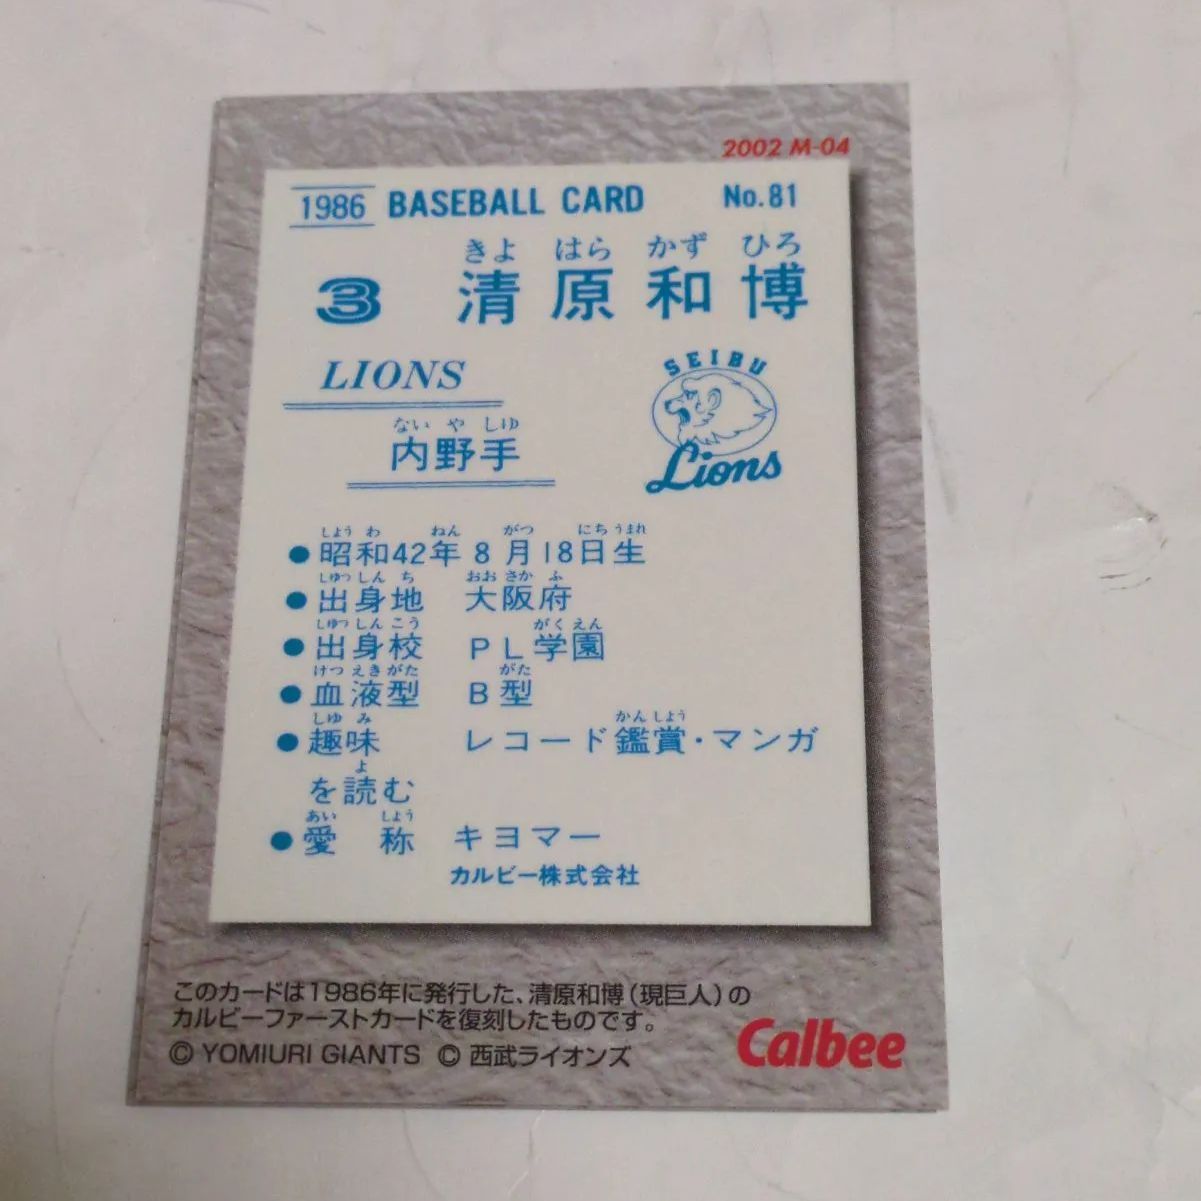 2002 M-04
1986 BASEBALL CARD No.81
きよ はら かず ひろ
3 清原和博
LIONS
SEIBU
Lions
ない や しゆ
内野手
しよう わ ねん がつ にち うまれ
●昭和42年 8月18日生
しゆつ しん ち おお さか ふ
●出身地 大阪府
しゆつ しん こう がく えん
●出身校 PL学園
けつ えき がた がた
●血液型 B型
しゆ み かん しよう
●趣味 レコード鑑賞・マンガ
よ
を読む
あい しよう
●愛称 キヨマー
カルビー株式会社
このカードは1986年に発行した、清原和博(現巨人)の
カルビーファーストカードを復刻したものです。
© YOMIURI GIANTS © 西武ライオンズ
Calbee